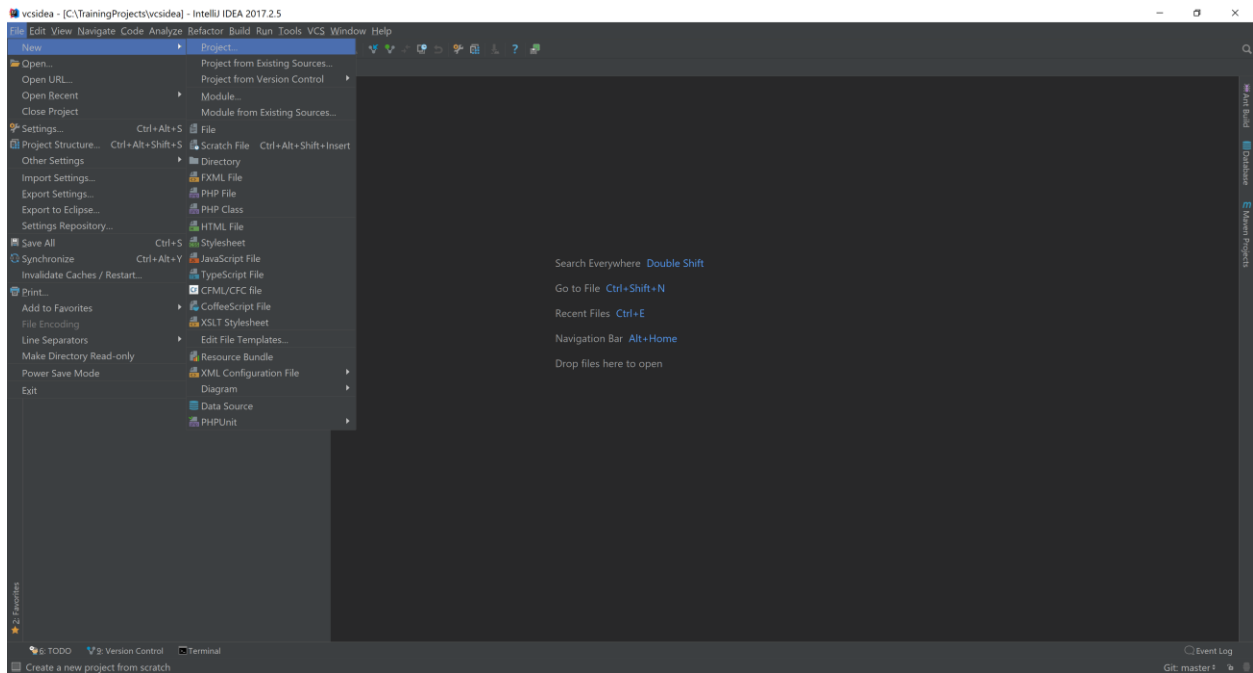 vcsidea - [C:\TrainingProjects\vcsidea] - IntelliJ IDEA 2017.2.5
File Edit View Navigate Code Analyze Refactor Build Run Tools VCS Window Help
New
Open...
Open URL...
Open Recent
Close Project
Settings... Ctrl+Alt+S
Project Structure... Ctrl+Alt+Shift+S
Other Settings
Import Settings...
Export Settings...
Export to Eclipse...
Settings Repository...
Save All Ctrl+S
Synchronize Ctrl+Alt+Y
Invalidate Caches / Restart...
Print...
Add to Favorites
File Encoding
Line Separators
Make Directory Read-only
Power Save Mode
Exit
Project...
Project from Existing Sources...
Project from Version Control
Module...
Module from Existing Sources...
File
Scratch File Ctrl+Alt+Shift+Insert
Directory
FXML File
PHP File
PHP Class
HTML File
Stylesheet
JavaScript File
TypeScript File
CFML/CFC file
CoffeeScript File
XSLT Stylesheet
Edit File Templates...
Resource Bundle
XML Configuration File
Diagram
Data Source
PHPUnit
Search Everywhere Double Shift
Go to File Ctrl+Shift+N
Recent Files Ctrl+E
Navigation Bar Alt+Home
Drop files here to open
Ant Build
Database
Maven Projects
2: Favorites
6: TODO 9: Version Control Terminal Event Log
Create a new project from scratch Git: master